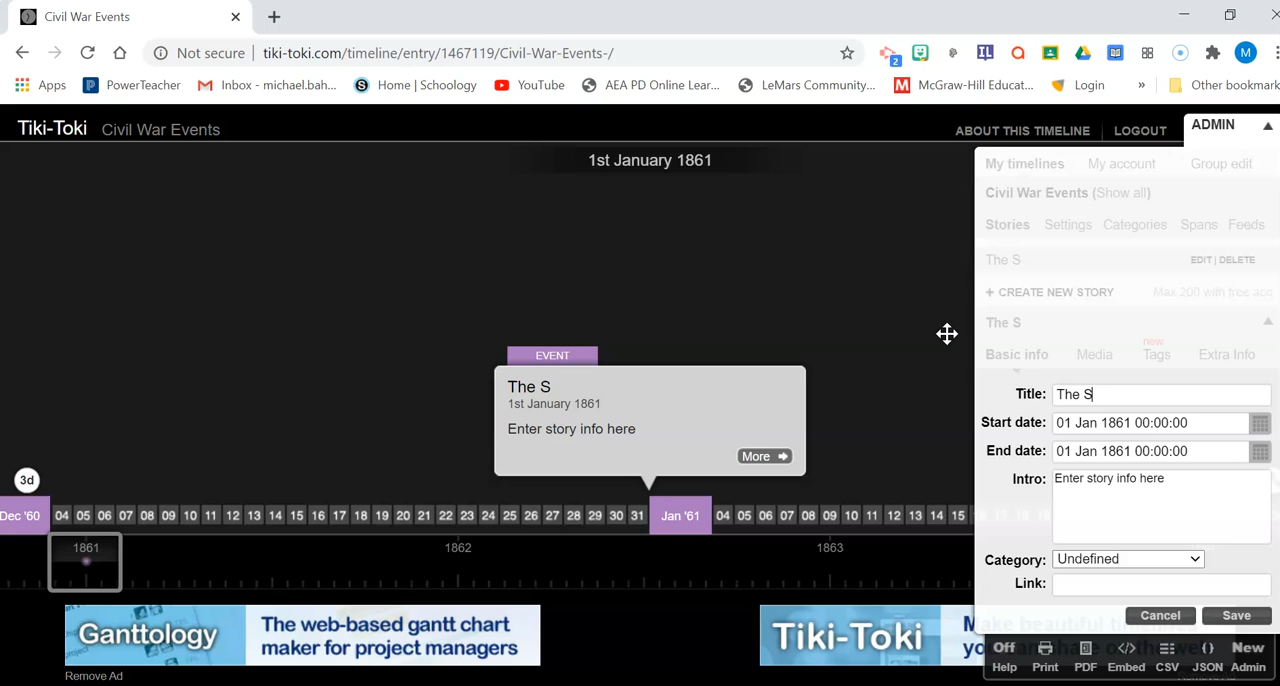 Civil War Events
Not secure tiki-toki.com/timeline/entry/1467119/Civil-War-Events-/
2
M
Apps PowerTeacher Inbox - michael.bah... Home | Schoology YouTube AEA PD Online Lear... LeMars Community... McGraw-Hill Educat... Login » Other bookmark
Tiki-Toki Civil War Events ABOUT THIS TIMELINE LOGOUT ADMIN
1st January 1861
My timelines My account Group edit
Civil War Events (Show all)
Stories Settings Categories Spans Feeds
The S EDIT | DELETE
+ CREATE NEW STORY Max 200 with free acc
The S
new
Basic info Media Tags Extra Info
Title: The S
Start date: 01 Jan 1861 00:00:00
End date: 01 Jan 1861 00:00:00
Intro: Enter story info here
Category: Undefined
Link:
Cancel Save
EVENT
The S
1st January 1861
Enter story info here
More
3d
Dec '60 04 05 06 07 08 09 10 11 12 13 14 15 16 17 18 19 20 21 22 23 24 25 26 27 28 29 30 31 Jan '61 04 05 06 07 08 09 10 11 12 13 14 15
1861 1862 1863
Ganttology The web-based gantt chart
maker for project managers
Tiki-Toki Make beautiful
Remove Ad
Off New
Help Print PDF Embed CSV JSON Admin